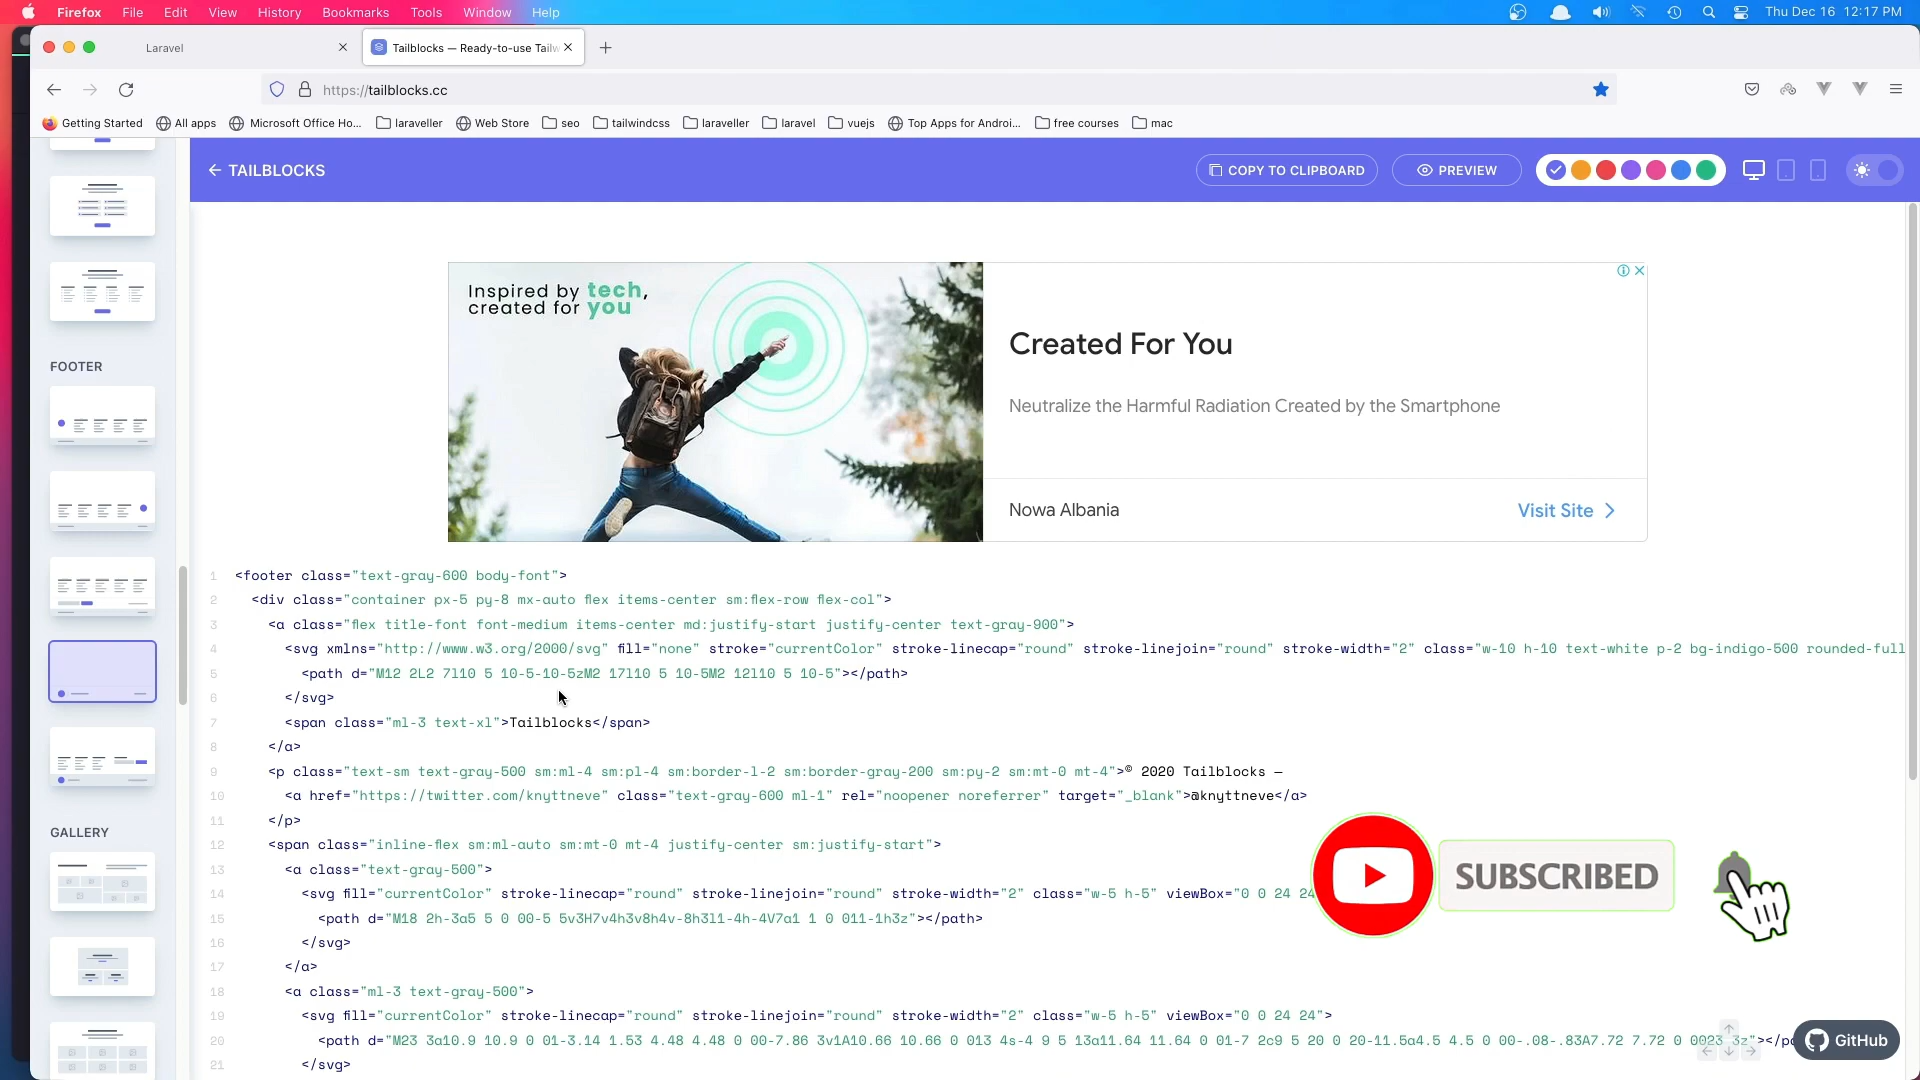 Firefox File Edit View History Bookmarks Tools Window Help Thu Dec 16 12:17 PM
Laravel Tailblocks — Ready-to-use Tailw
https://tailblocks.cc
Getting Started All apps Microsoft Office Ho... laraveller Web Store seo tailwindcss laraveller laravel vuejs Top Apps for Androi... free courses mac
TAILBLOCKS COPY TO CLIPBOARD PREVIEW
Inspired by tech,
created for you
Created For You
Neutralize the Harmful Radiation Created by the Smartphone
Nowa Albania Visit Site
FOOTER
GALLERY
1 <footer class="text-gray-600 body-font">
2 <div class="container px-5 py-8 mx-auto flex items-center sm:flex-row flex-col">
3 <a class="flex title-font font-medium items-center md:justify-start justify-center text-gray-900">
4 <svg xmlns="http://www.w3.org/2000/svg" fill="none" stroke="currentColor" stroke-linecap="round" stroke-linejoin="round" stroke-width="2" class="w-10 h-10 text-white p-2 bg-indigo-500 rounded-full
5 <path d="M12 2L2 7l10 5 10-5-10-5zM2 17l10 5 10-5M2 12l10 5 10-5"></path>
6 </svg>
7 <span class="ml-3 text-xl">Tailblocks</span>
8 </a>
9 <p class="text-sm text-gray-500 sm:ml-4 sm:pl-4 sm:border-l-2 sm:border-gray-200 sm:py-2 sm:mt-0 mt-4">© 2020 Tailblocks —
10 <a href="https://twitter.com/knyttneve" class="text-gray-600 ml-1" rel="noopener noreferrer" target="_blank">@knyttneve</a>
11 </p>
12 <span class="inline-flex sm:ml-auto sm:mt-0 mt-4 justify-center sm:justify-start">
13 <a class="text-gray-500">
14 <svg fill="currentColor" stroke-linecap="round" stroke-linejoin="round" stroke-width="2" class="w-5 h-5" viewBox="0 0 24 24
15 <path d="M18 2h-3a5 5 0 00-5 5v3H7v4h3v8h4v-8h3l1-4h-4V7a1 1 0 011-1h3z"></path>
16 </svg>
17 </a>
18 <a class="ml-3 text-gray-500">
19 <svg fill="currentColor" stroke-linecap="round" stroke-linejoin="round" stroke-width="2" class="w-5 h-5" viewBox="0 0 24 24">
20 <path d="M23 3a10.9 10.9 0 01-3.14 1.53 4.48 4.48 0 00-7.86 3v1A10.66 10.66 0 013 4s-4 9 5 13a11.64 11.64 0 01-7 2c9 5 20 0 20-11.5a4.5 4.5 0 00-.08-.83A7.72 7.72 0 0023 3z"></pa
21 </svg>
SUBSCRIBED
GitHub